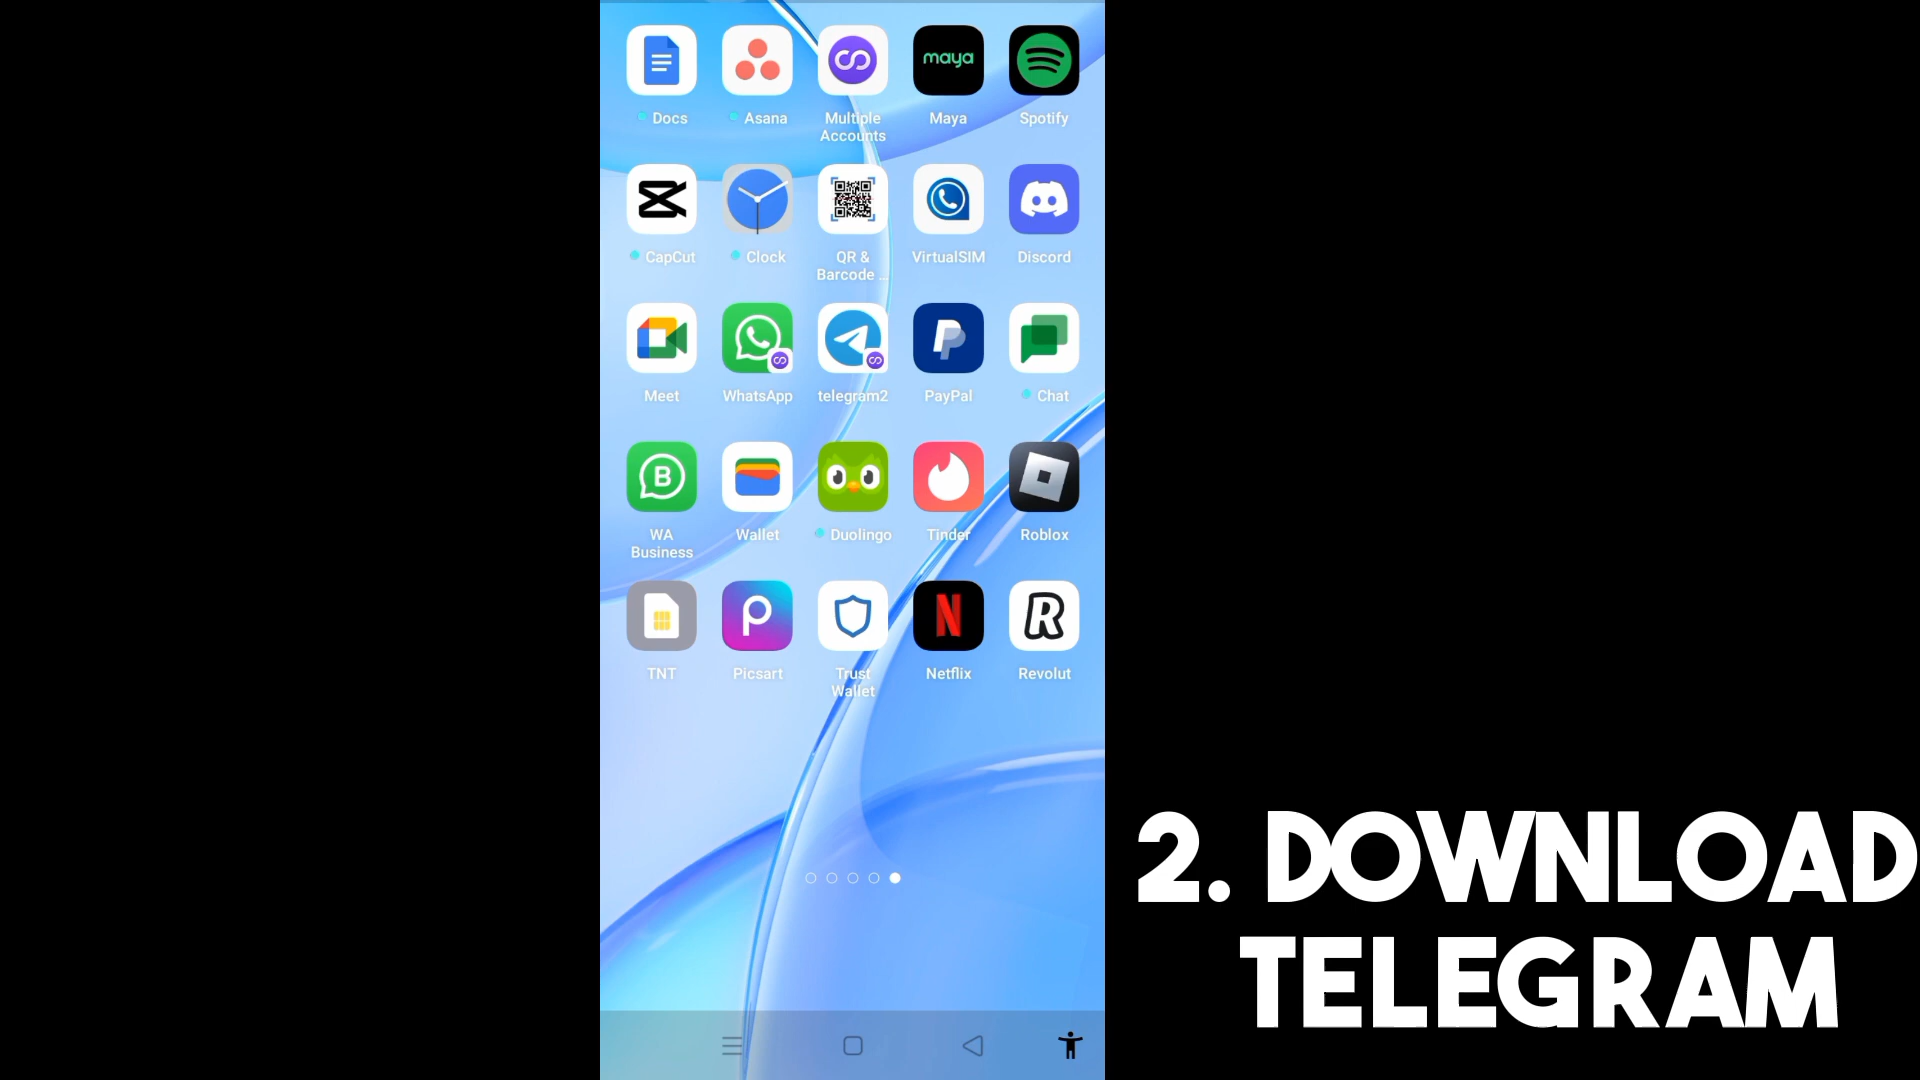 maya
Docs
Asana
Multiple
Accounts
Maya
Spotify
CapCut
Clock
QR &
Barcode ...
VirtualSIM
Discord
Meet
WhatsApp
telegram2
PayPal
Chat
B
WA
Business
Wallet
Duolingo
Tinder
Roblox
P
N
R
TNT
Picsart
Trust
Wallet
Netflix
Revolut
2. DOWNLOAD
TELEGRAM